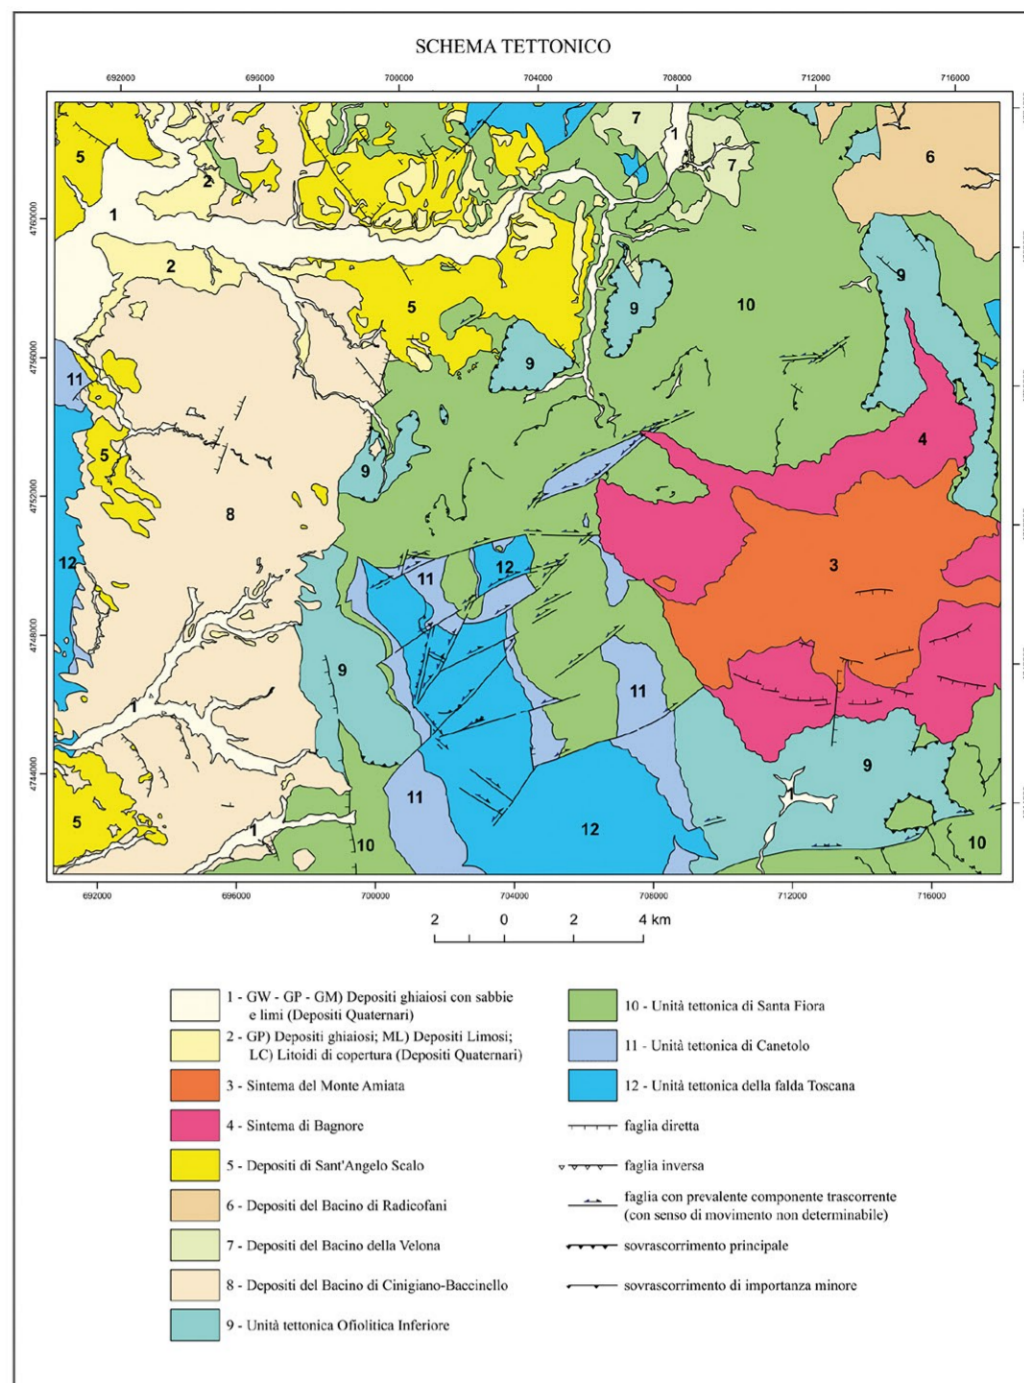 SCHEMA TETTONICO
692000 696000 700000 704000 708000 712000 716000
7
1
5
6
2
7
1
4760000
2
9
9
10
5
9
4756000
11
4
5
9
4752000
8
12
11
12
3
4748000
9
11
1
9
4744000
11
1
5
12
1
10
10
692000 696000 700000 704000 708000 712000 716000
2 0 2 4 km
1 - GW - GP - GM) Depositi ghiaiosi con sabbie
e limi (Depositi Quaternari)
2 - GP) Depositi ghiaiosi; ML) Depositi Limosi;
LC) Litoidi di copertura (Depositi Quaternari)
3 - Sintema del Monte Amiata
4 - Sintema di Bagnore
5 - Depositi di Sant'Angelo Scalo
6 - Depositi del Bacino di Radicofani
7 - Depositi del Bacino della Velona
8 - Depositi del Bacino di Cinigiano-Baccinello
9 - Unità tettonica Ofiolitica Inferiore
10 - Unità tettonica di Santa Fiora
11 - Unità tettonica di Canetolo
12 - Unità tettonica della falda Toscana
faglia diretta
faglia inversa
faglia con prevalente componente trascorrente
(con senso di movimento non determinabile)
sovrascorrimento principale
sovrascorrimento di importanza minore